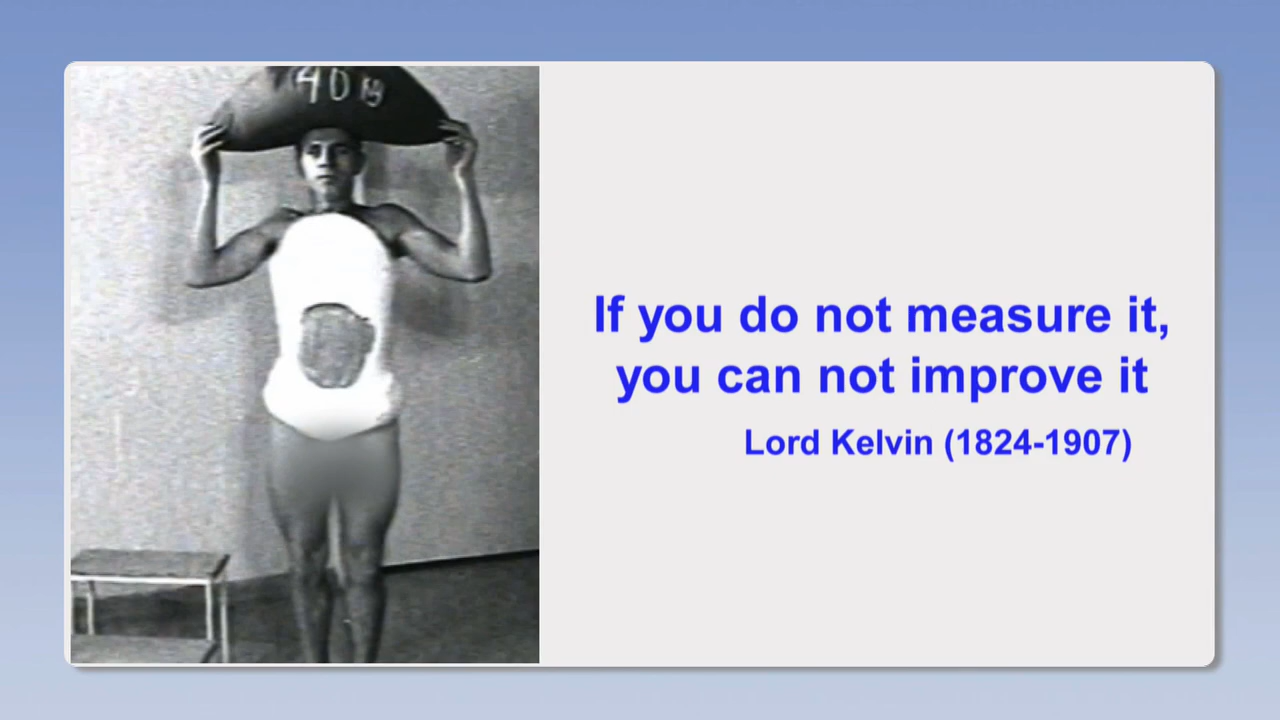 40 kg
If you do not measure it,
you can not improve it
Lord Kelvin (1824-1907)